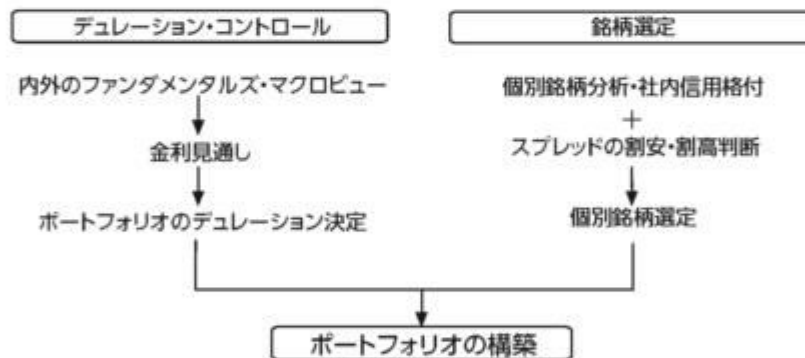 デュレーション・コントロール
内外のファンダメンタルズ・マクロビュー
金利見通し
ポートフォリオのデュレーション決定
銘柄選定
個別銘柄分析・社内信用格付
+
スプレッドの割安・割高判断
個別銘柄選定
ポートフォリオの構築